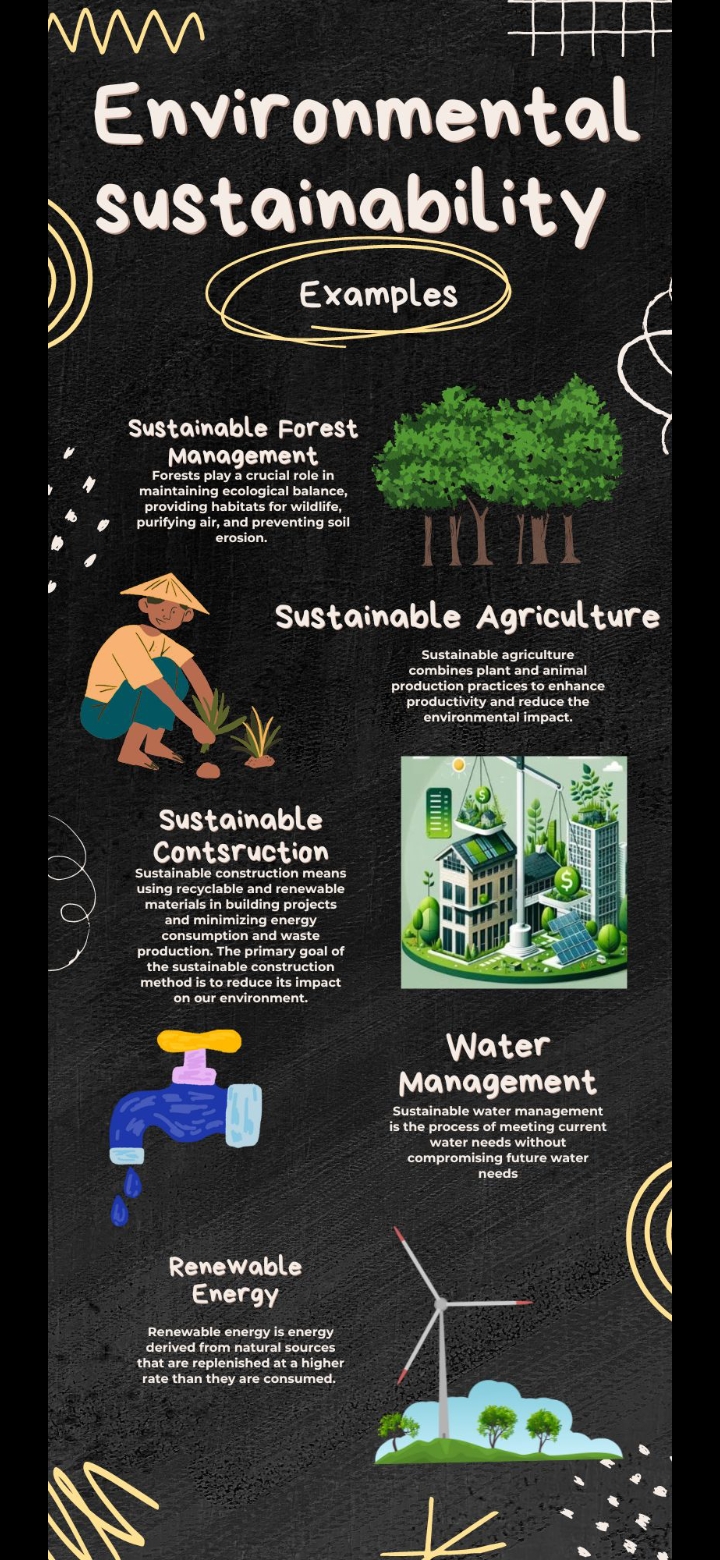 Environmental
sustainability
Examples
Sustainable Forest
Management
Forests play a crucial role in
maintaining ecological balance,
providing habitats for wildlife,
purifying air, and preventing soil
erosion.
Sustainable Agriculture
Sustainable agriculture
combines plant and animal
production practices to enhance
productivity and reduce the
environmental impact.
Sustainable
Contsruction
Sustainable construction means
using recyclable and renewable
materials in building projects
and minimizing energy
consumption and waste
production. The primary goal of
the sustainable construction
method is to reduce its impact
on our environment.
$
$
Water
Management
Sustainable water management
is the process of meeting current
water needs without
compromising future water
needs
Renewable
Energy
Renewable energy is energy
derived from natural sources
that are replenished at a higher
rate than they are consumed.